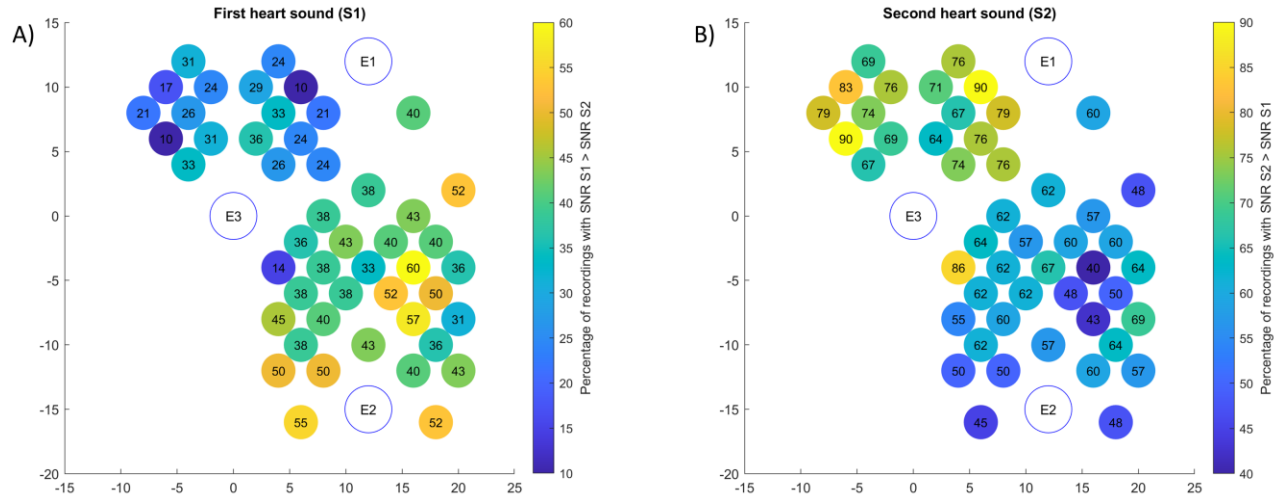 A)
First heart sound (S1)
15
10
5
0
-5
-10
-15
-20
31 24 E1
17 24 29 10
21 26 33 21 40
10 31 36 24
33 26 24
38 52
E3 38 43
36 43 40 40
14 38 33 60 36
38 38 52 50
45 40 57 31
38 43 36
50 50 40 43
E2
55 52
-15 -10 -5 0 5 10 15 20 25
60
55
50
45
40
35
30
25
20
15
10
Percentage of recordings with SNR S1 > SNR S2
B)
Second heart sound (S2)
15
10
5
0
-5
-10
-15
-20
69 76 E1
83 76 71 90
79 74 67 79 60
90 69 64 76
67 74 76
62 48
E3 62 57
64 57 60 60
86 62 67 40 64
62 62 48 50
55 60 43 69
62 57 64
50 50 60 57
E2
45 48
-15 -10 -5 0 5 10 15 20 25
90
85
80
75
70
65
60
55
50
45
40
Percentage of recordings with SNR S2 > SNR S1